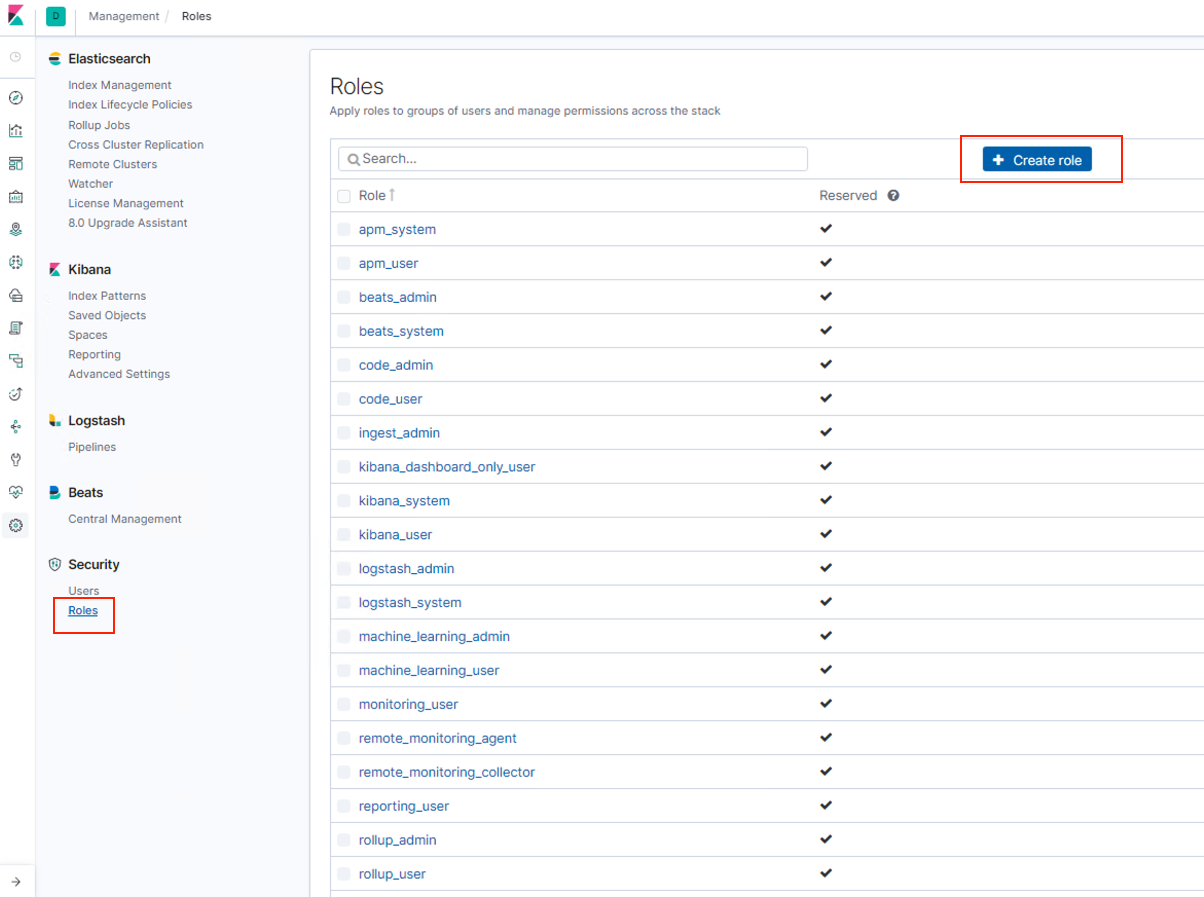 D Management / Roles
Elasticsearch
Index Management
Index Lifecycle Policies
Rollup Jobs
Cross Cluster Replication
Remote Clusters
Watcher
License Management
8.0 Upgrade Assistant
Kibana
Index Patterns
Saved Objects
Spaces
Reporting
Advanced Settings
Logstash
Pipelines
Beats
Central Management
Security
Users
Roles
Roles
Apply roles to groups of users and manage permissions across the stack
Search...
Create role
Role Reserved
apm_system
apm_user
beats_admin
beats_system
code_admin
code_user
ingest_admin
kibana_dashboard_only_user
kibana_system
kibana_user
logstash_admin
logstash_system
machine_learning_admin
machine_learning_user
monitoring_user
remote_monitoring_agent
remote_monitoring_collector
reporting_user
rollup_admin
rollup_user